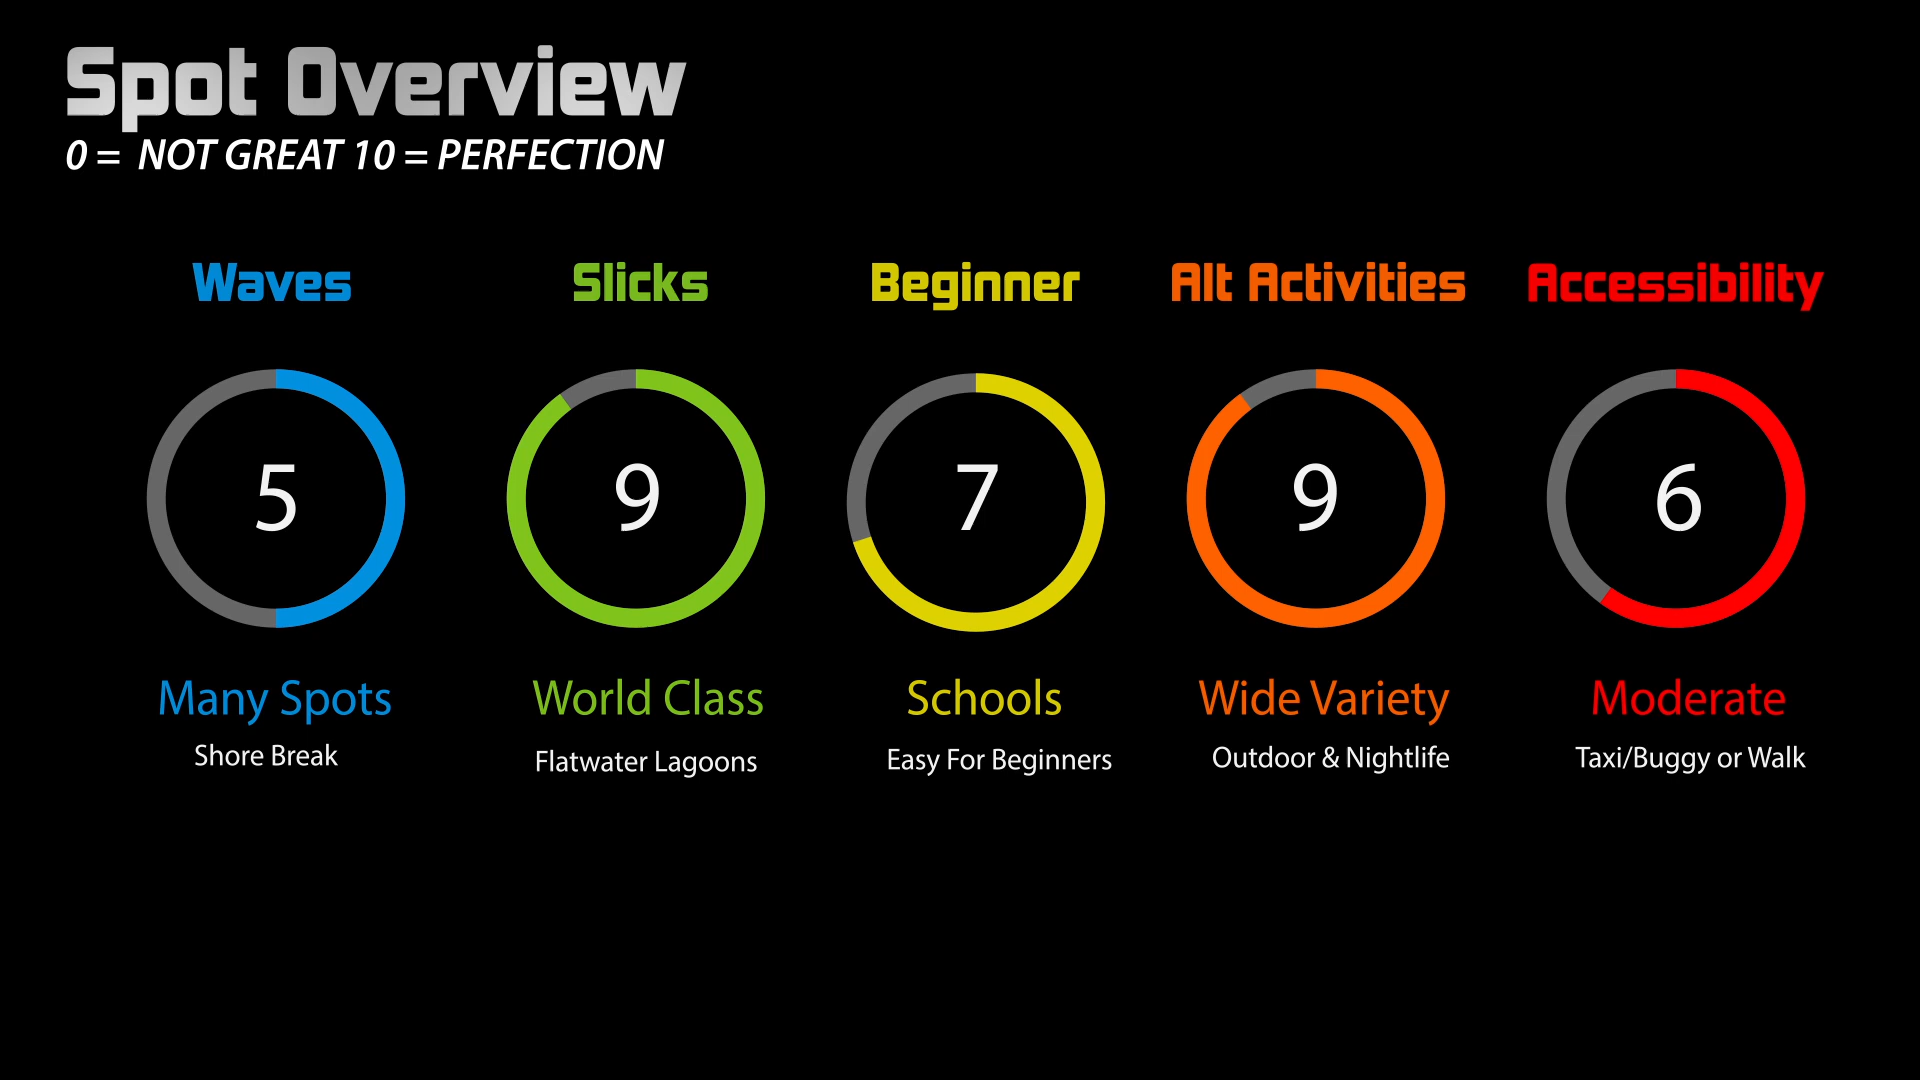 Spot Overview
0 = NOT GREAT 10 = PERFECTION
Waves
Slicks
Beginner
Alt Activities
Accessibility
5
9
7
9
6
Many Spots
World Class
Schools
Wide Variety
Moderate
Shore Break
Flatwater Lagoons
Easy For Beginners
Outdoor & Nightlife
Taxi/Buggy or Walk